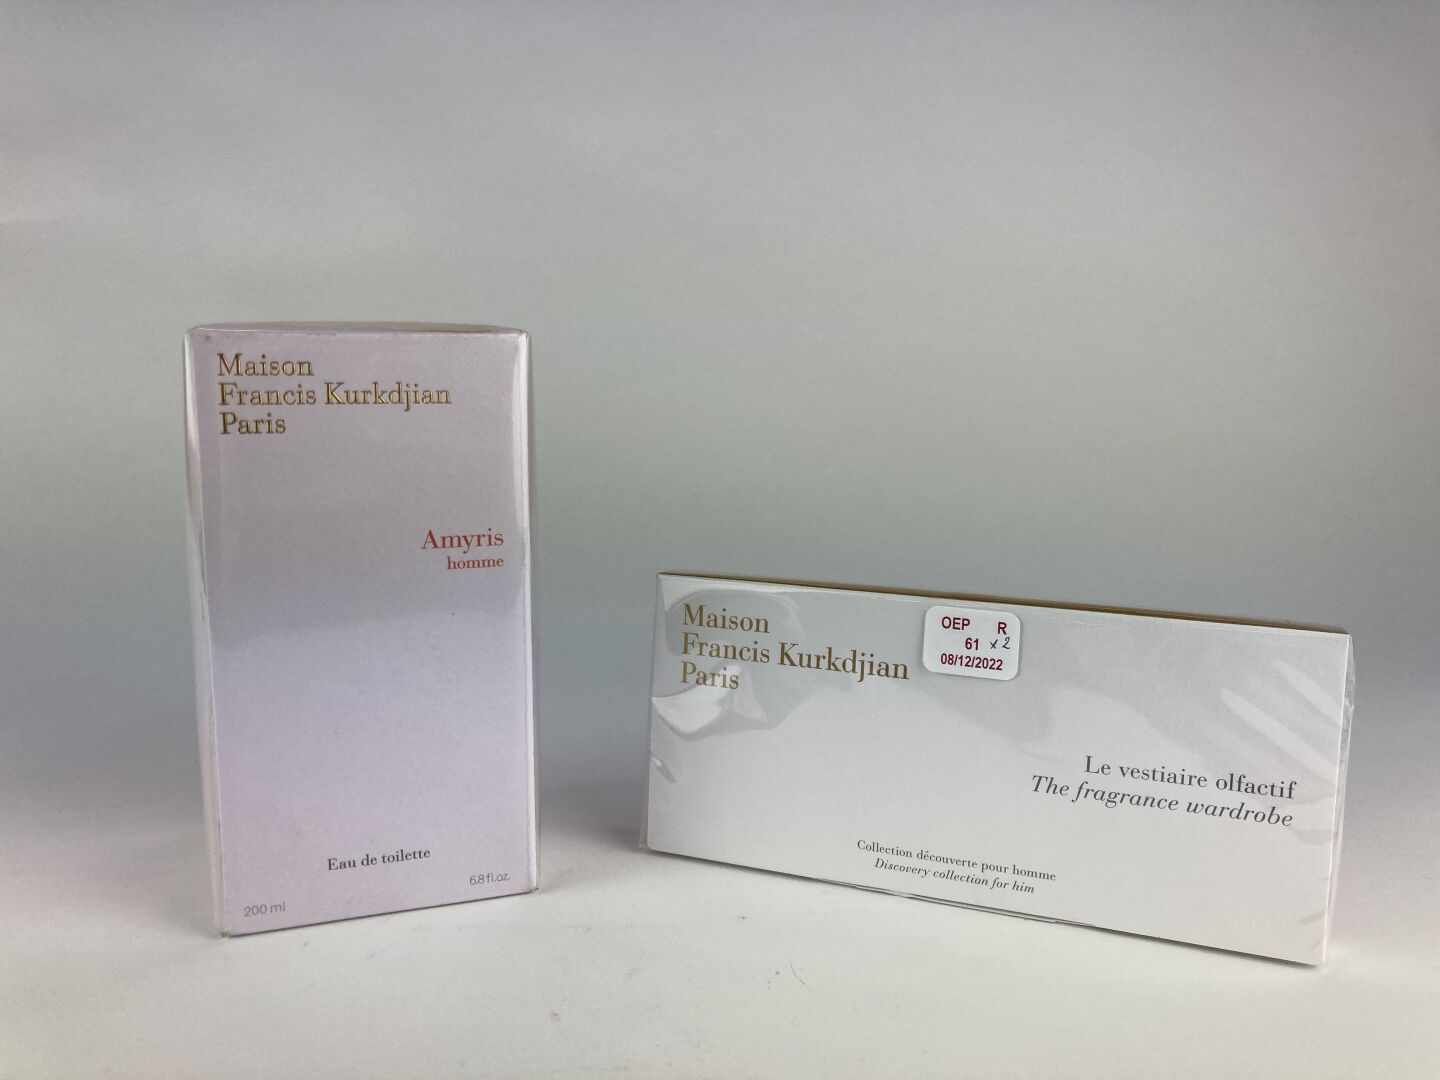 Maison
Francis Kurkdjian
Paris
Amyris
homme
Eau de toilette
200 ml
6.8 fl.oz.
Maison
Francis Kurkdjian
Paris
OEP R
61 x 2
08/12/2022
Le vestiaire olfactif
The fragrance wardrobe
Collection découverte pour homme
Discovery collection for him